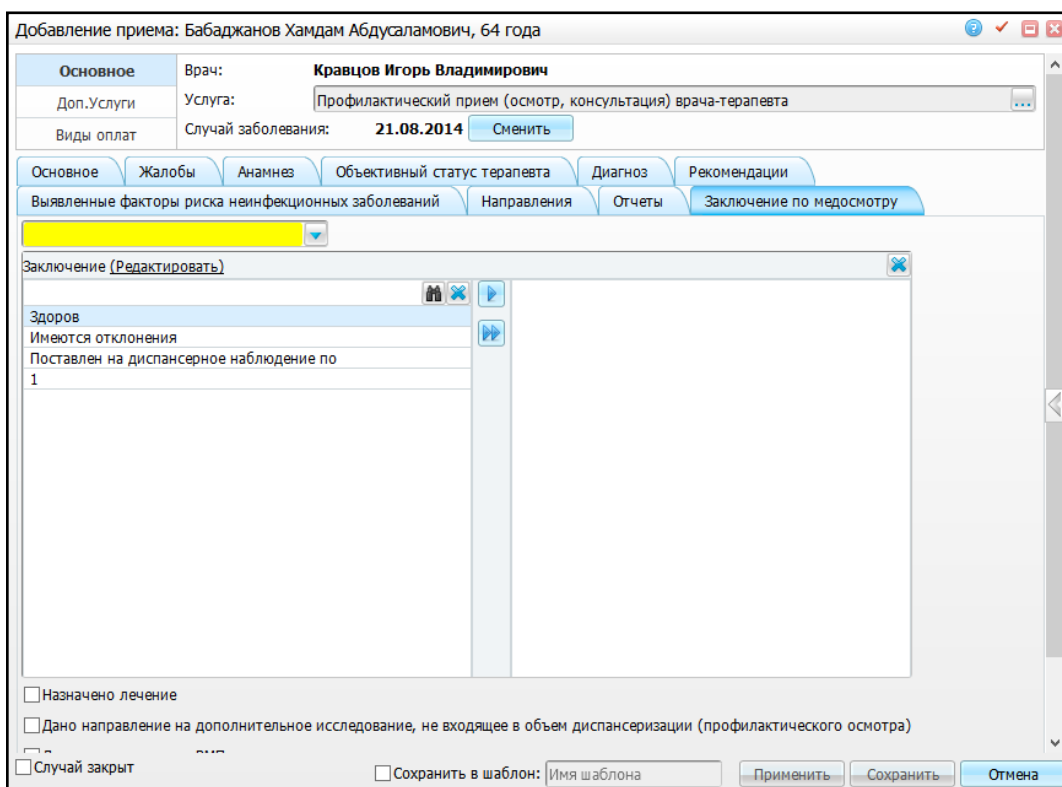 Добавление приема: Бабаджанов Хамдам Абдусаламович, 64 года
Основное
Доп.Услуги
Виды оплат
Врач: Кравцов Игорь Владимирович
Услуга: Профилактический прием (осмотр, консультация) врача-терапевта ...
Случай заболевания: 21.08.2014 Сменить
Основное Жалобы Анамнез Объективный статус терапевта Диагноз Рекомендации
Выявленные факторы риска неинфекционных заболеваний Направления Отчеты Заключение по медосмотру
Заключение (Редактировать)
Здоров
Имеются отклонения
Поставлен на диспансерное наблюдение по
1
Назначено лечение
Дано направление на дополнительное исследование, не входящее в объем диспансеризации (профилактического осмотра)
Случай закрыт Сохранить в шаблон: Имя шаблона Применить Сохранить Отмена